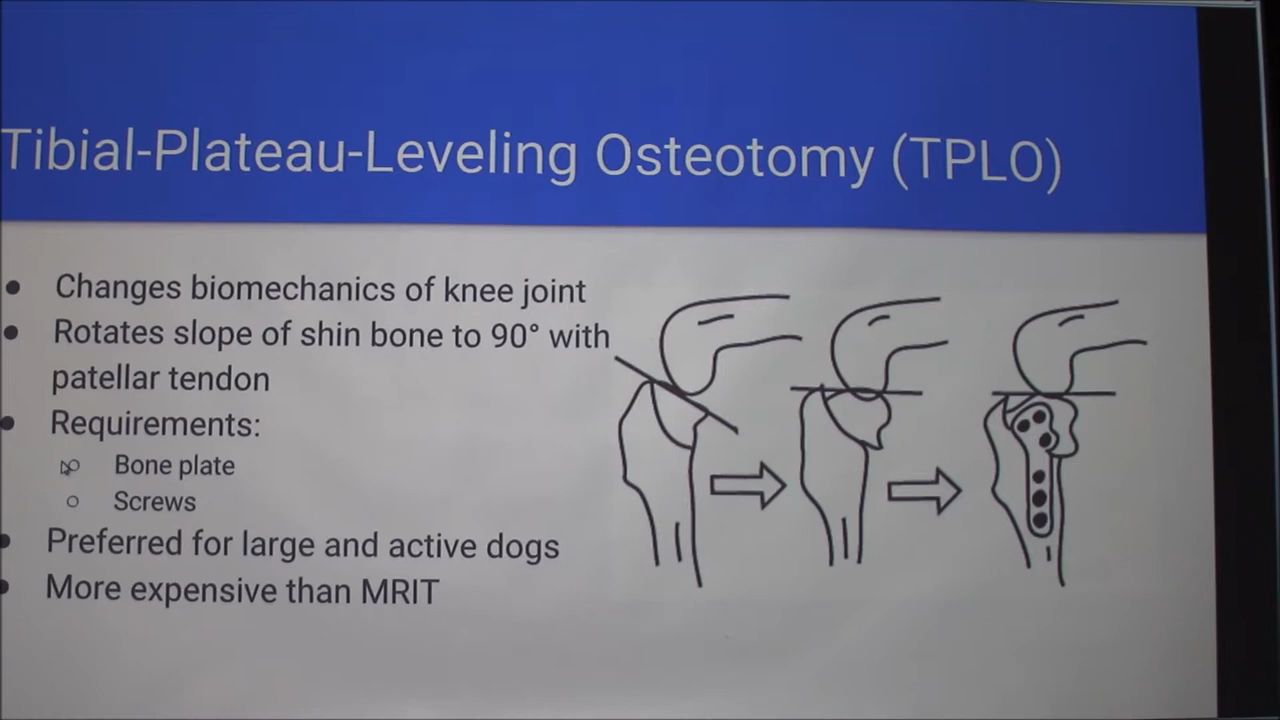 Tibial-Plateau-Leveling Osteotomy (TPLO)
● Changes biomechanics of knee joint
● Rotates slope of shin bone to 90° with
patellar tendon
● Requirements:
○ Bone plate
○ Screws
● Preferred for large and active dogs
● More expensive than MRIT